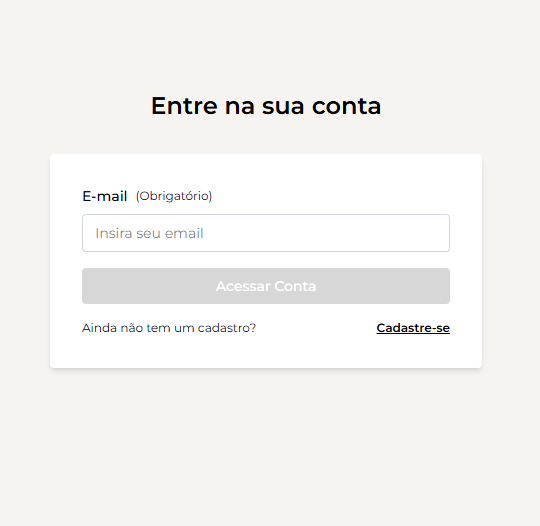 Entre na sua conta
E-mail (Obrigatório)
Insira seu email
Acessar Conta
Ainda não tem um cadastro? Cadastre-se